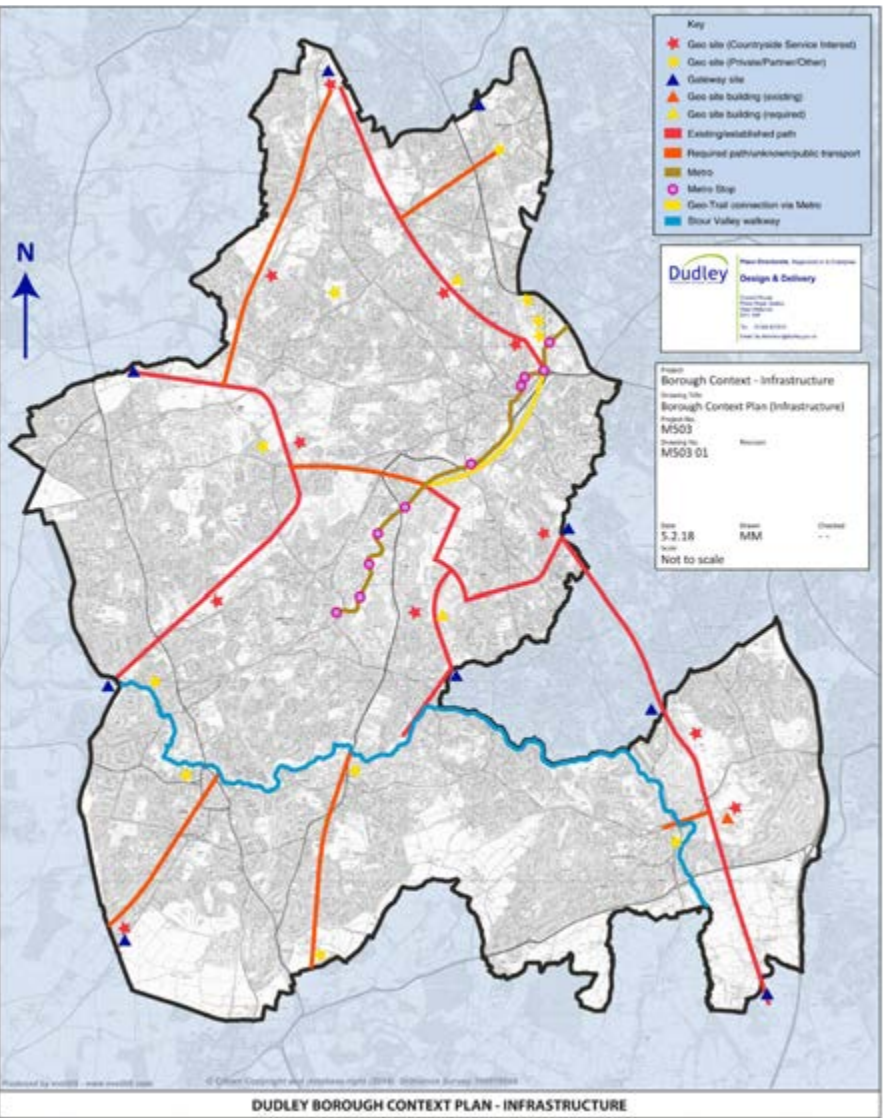 Key
Geo site (Countryside Service Interest)
Geo site (Private/Partner/Other)
Gateway site
Geo site building (existing)
Geo site building (required)
Existing/established path
Required path/unknown/public transport
Metro
Metro Stop
Geo-Trail connection via Metro
Stour Valley walkway
N
Dudley
Design & Delivery
Project
Borough Context - Infrastructure
Drawing Title
Borough Context Plan (Infrastructure)
Project No.
M503
Drawing No. Revision
M503 01
Date Drawn Checked
5.2.18 MM - -
Scale
Not to scale
DUDLEY BOROUGH CONTEXT PLAN - INFRASTRUCTURE